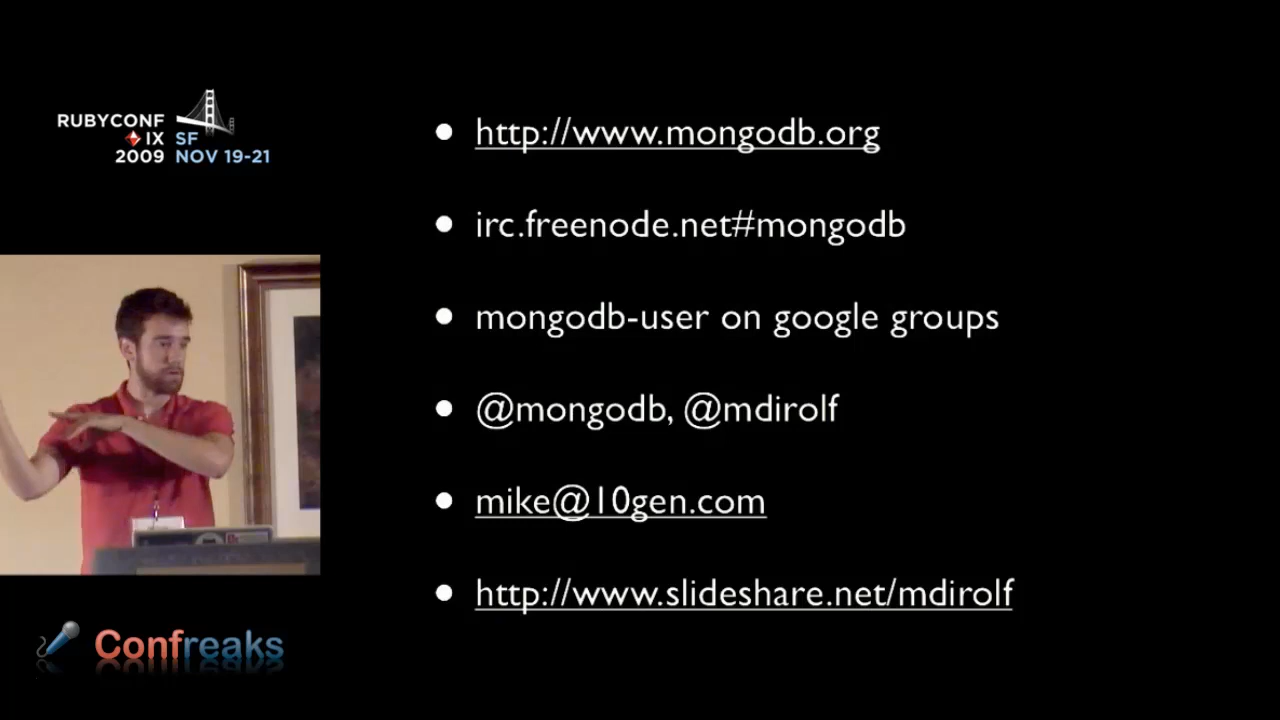 RUBYCONF
IX SF
2009 NOV 19-21
http://www.mongodb.org
irc.freenode.net#mongodb
mongodb-user on google groups
@mongodb, @mdirolf
mike@10gen.com
http://www.slideshare.net/mdirolf
Confreaks